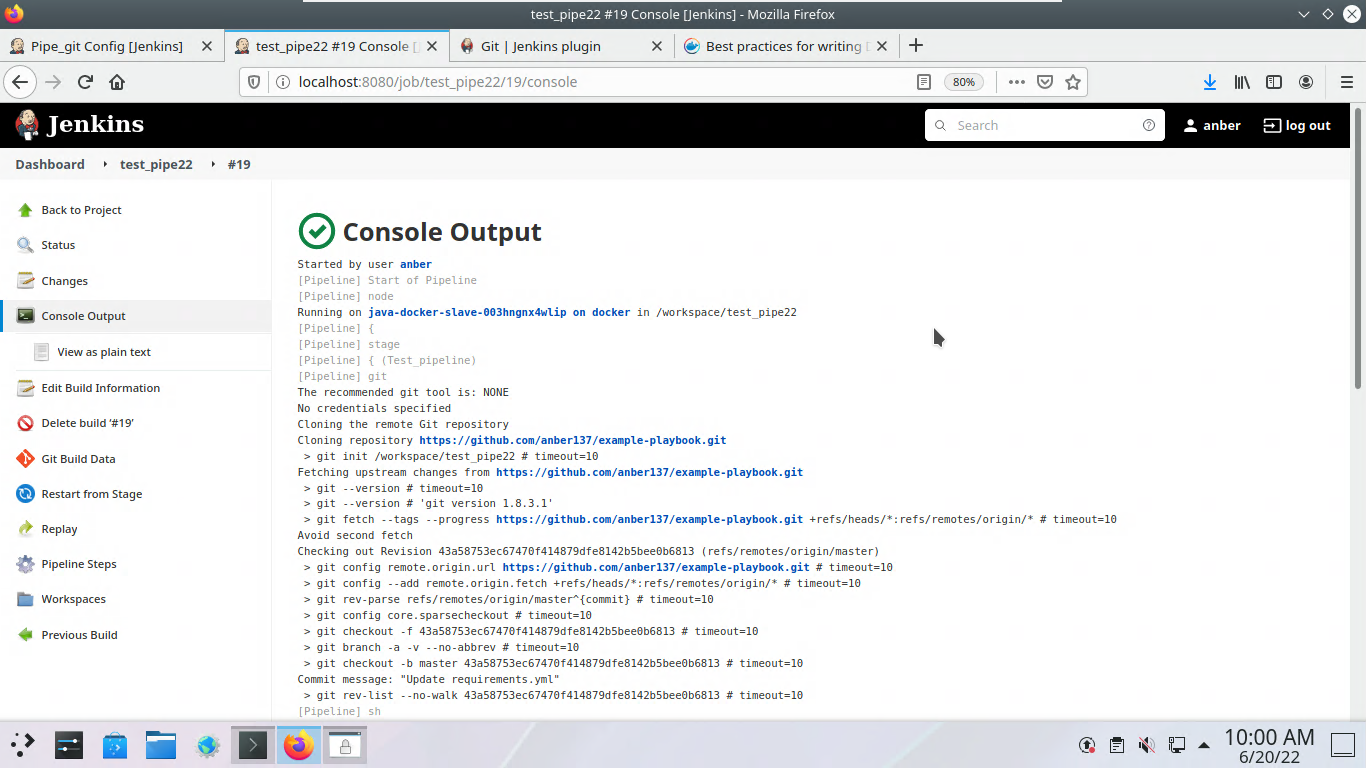 test_pipe22 #19 Console [Jenkins] - Mozilla Firefox
Pipe_git Config [Jenkins]
test_pipe22 #19 Console [J
Git | Jenkins plugin
Best practices for writing D
localhost:8080/job/test_pipe22/19/console
80%
Jenkins
Search
anber
log out
Dashboard
test_pipe22
#19
Back to Project
Status
Changes
Console Output
View as plain text
Edit Build Information
Delete build ‘#19’
Git Build Data
Restart from Stage
Replay
Pipeline Steps
Workspaces
Previous Build
Console Output
Started by user anber
[Pipeline] Start of Pipeline
[Pipeline] node
Running on java-docker-slave-003hngnx4wlip on docker in /workspace/test_pipe22
[Pipeline] {
[Pipeline] stage
[Pipeline] { (Test_pipeline)
[Pipeline] git
The recommended git tool is: NONE
No credentials specified
Cloning the remote Git repository
Cloning repository https://github.com/anber137/example-playbook.git
> git init /workspace/test_pipe22 # timeout=10
Fetching upstream changes from https://github.com/anber137/example-playbook.git
> git --version # timeout=10
> git --version # 'git version 1.8.3.1'
> git fetch --tags --progress https://github.com/anber137/example-playbook.git +refs/heads/*:refs/remotes/origin/* # timeout=10
Avoid second fetch
Checking out Revision 43a58753ec67470f414879dfe8142b5bee0b6813 (refs/remotes/origin/master)
> git config remote.origin.url https://github.com/anber137/example-playbook.git # timeout=10
> git config --add remote.origin.fetch +refs/heads/*:refs/remotes/origin/* # timeout=10
> git rev-parse refs/remotes/origin/master^{commit} # timeout=10
> git config core.sparsecheckout # timeout=10
> git checkout -f 43a58753ec67470f414879dfe8142b5bee0b6813 # timeout=10
> git branch -a -v --no-abbrev # timeout=10
> git checkout -b master 43a58753ec67470f414879dfe8142b5bee0b6813 # timeout=10
Commit message: "Update requirements.yml"
> git rev-list --no-walk 43a58753ec67470f414879dfe8142b5bee0b6813 # timeout=10
[Pipeline] sh
10:00 AM
6/20/22